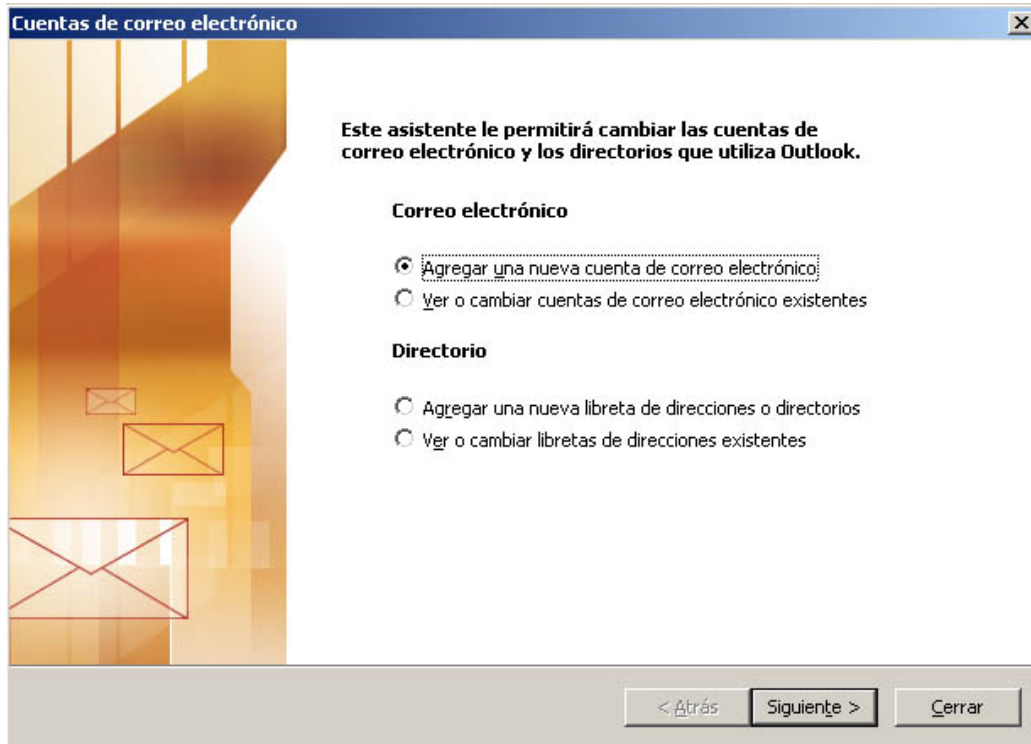 Cuentas de correo electrónico
Este asistente le permitirá cambiar las cuentas de
correo electrónico y los directorios que utiliza Outlook.
Correo electrónico
Agregar una nueva cuenta de correo electrónico
Ver o cambiar cuentas de correo electrónico existentes
Directorio
Agregar una nueva libreta de direcciones o directorios
Ver o cambiar libretas de direcciones existentes
< Atrás
Siguiente >
Cerrar